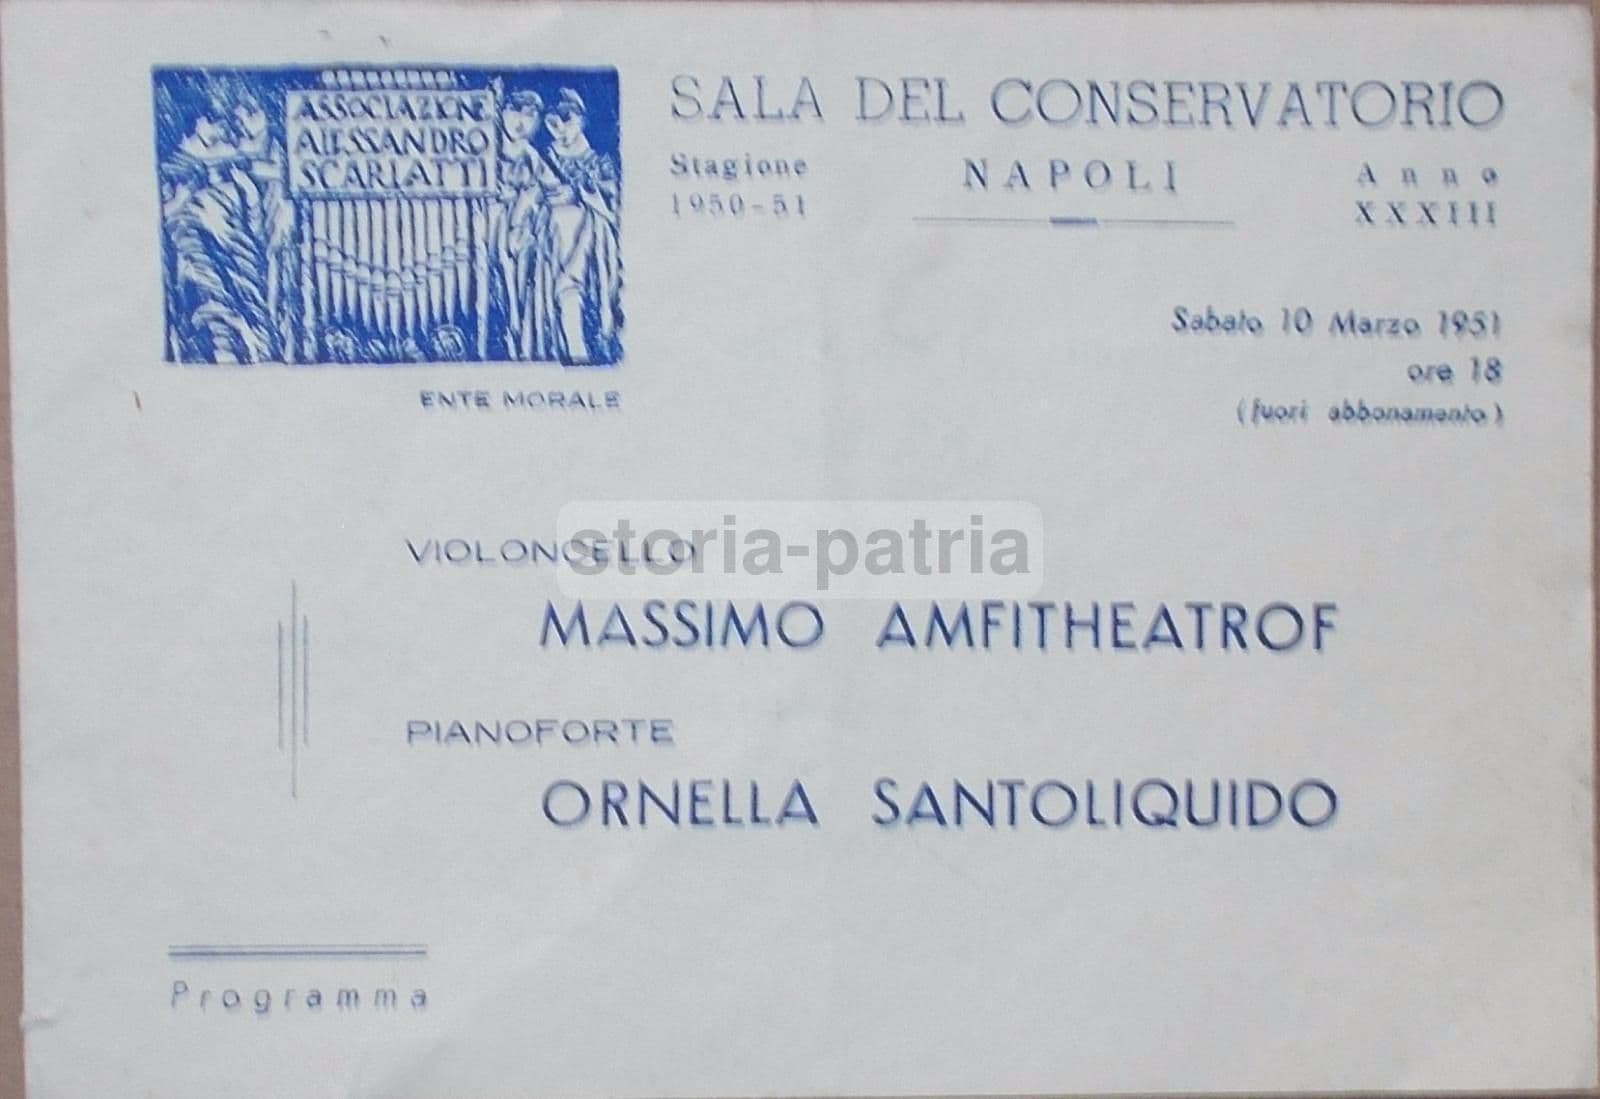 ASSOCIAZIONE
ALESSANDRO
SCARLATTI
ENTE MORALE
SALA DEL CONSERVATORIO
Stagione
1950-51
NAPOLI
Anno
XXXIII
Sabato 10 Marzo 1951
ore 18
(fuori abbonamento)
storia-patria
VIOLONCELLO
MASSIMO AMFITHEATROF
PIANOFORTE
ORNELLA SANTOLIQUIDO
Programma